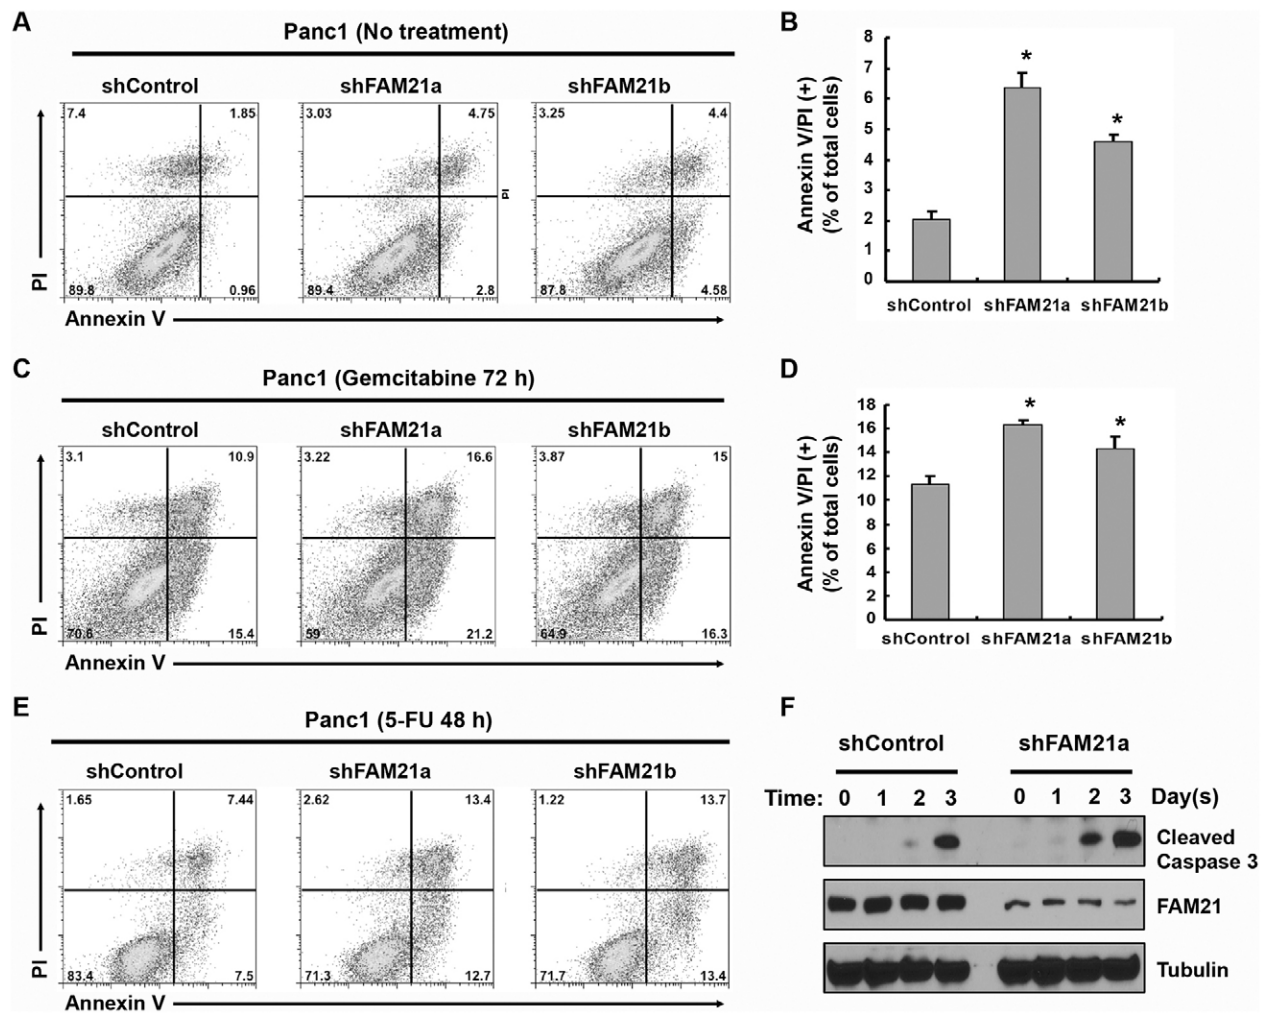 A
Panc1 (No treatment)
shControl
shFAM21a
shFAM21b
7.4
1.85
3.03
4.75
3.25
4.4
PI
PI
89.8
0.96
89.4
2.8
87.8
4.58
Annexin V
B
Annexin V/PI (+)
(% of total cells)
8
7
6
5
4
3
2
1
0
*
*
shControl
shFAM21a
shFAM21b
C
Panc1 (Gemcitabine 72 h)
shControl
shFAM21a
shFAM21b
3.1
10.9
3.22
16.6
3.87
15
PI
70.6
15.4
59
21.2
64.9
16.3
Annexin V
D
Annexin V/PI (+)
(% of total cells)
18
16
14
12
10
8
6
4
2
0
*
*
shControl
shFAM21a
shFAM21b
E
Panc1 (5-FU 48 h)
shControl
shFAM21a
shFAM21b
1.65
7.44
2.62
13.4
1.22
13.7
PI
83.4
7.5
71.3
12.7
71.7
13.4
Annexin V
F
shControl
shFAM21a
Time: 0 1 2 3 0 1 2 3 Day(s)
Cleaved
Caspase 3
FAM21
Tubulin